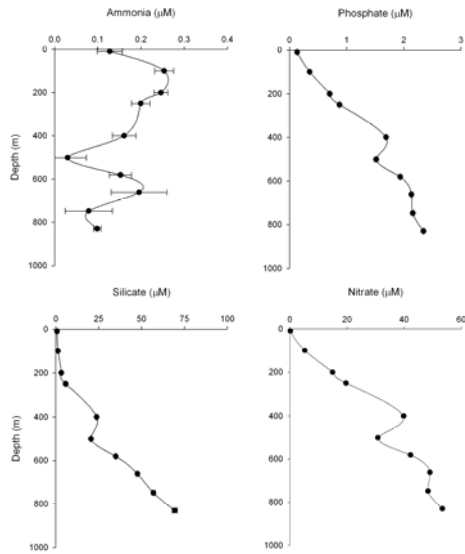 Ammonia (µM)
0 0.1 0.2 0.3 0.4
0
200
400
600
800
1000
Depth (m)
Phosphate (µM)
0 1 2 3
0
200
400
600
800
1000
Silicate (µM)
0 25 50 75 100
0
200
400
600
800
1000
Depth (m)
Nitrate (µM)
0 20 40 60
0
200
400
600
800
1000